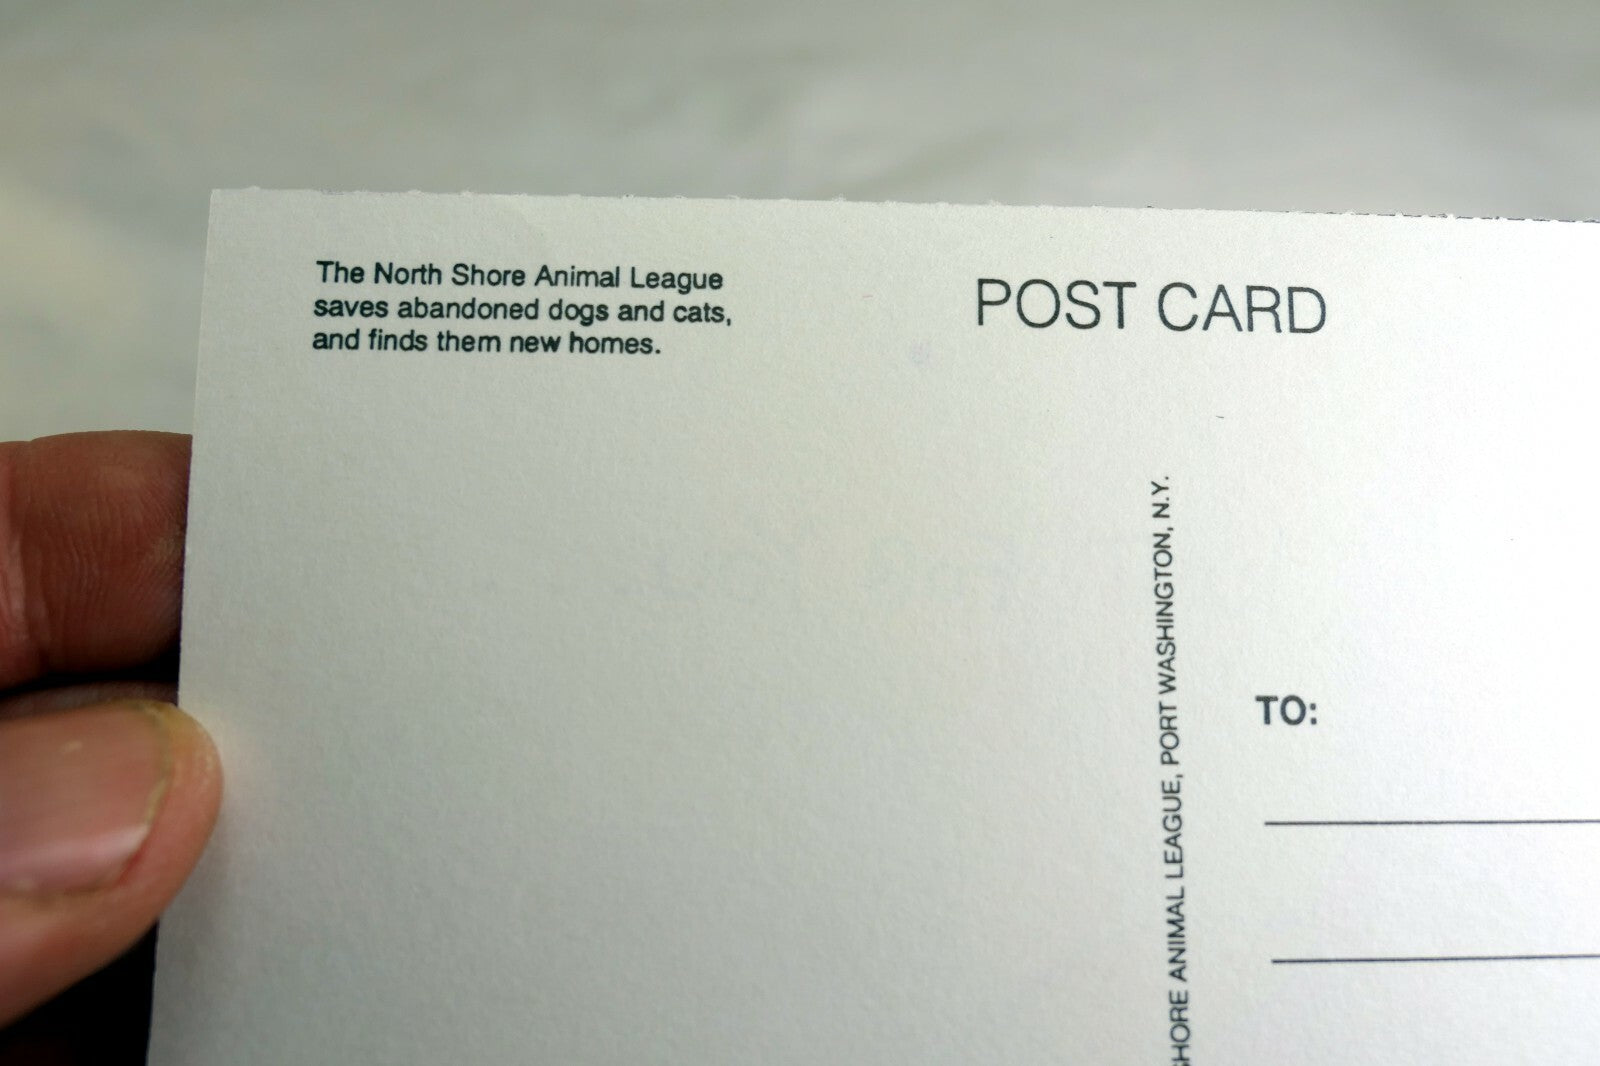 The North Shore Animal League
saves abandoned dogs and cats,
and finds them new homes.
POST CARD
SHORE ANIMAL LEAGUE, PORT WASHINGTON, N.Y.
TO: